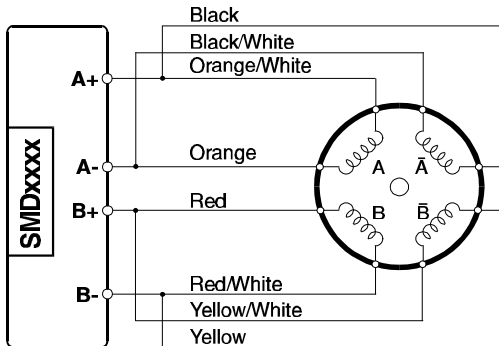 Black
Black/White
Orange/White
A+
Orange
A-
A Ā
SMDxxxx
B+
Red
B B̄
B-
Red/White
Yellow/White
Yellow